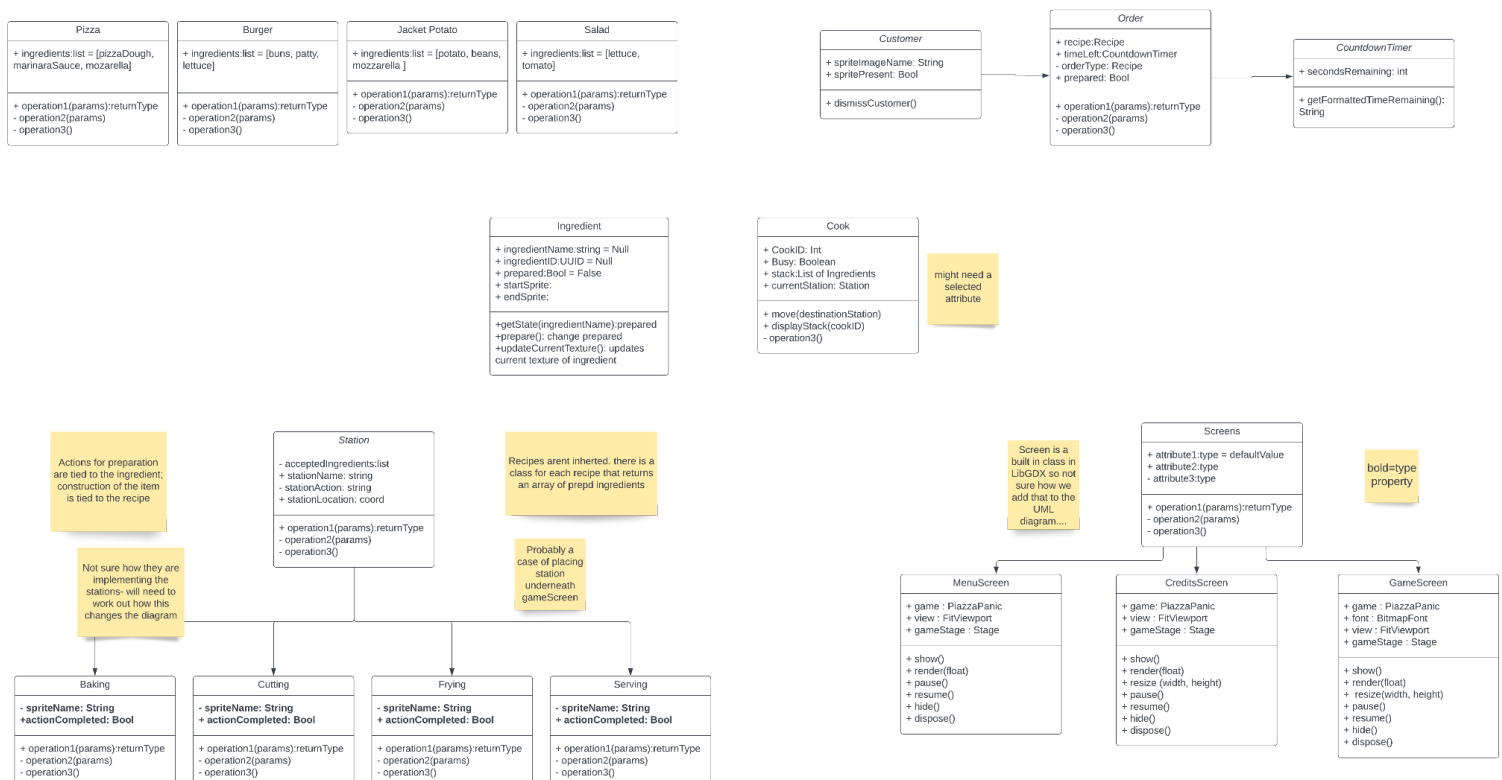 Pizza
+ ingredients:list = [pizzaDough,
marinaraSauce, mozarella]
+ operation1(params):returnType
- operation2(params)
- operation3()
Burger
+ ingredients:list = [buns, patty,
lettuce]
+ operation1(params):returnType
- operation2(params)
- operation3()
Jacket Potato
+ ingredients:list = [potato, beans,
mozzarella ]
+ operation1(params):returnType
- operation2(params)
- operation3()
Salad
+ ingredients:list = [lettuce,
tomato]
+ operation1(params):returnType
- operation2(params)
- operation3()
Customer
+ spriteImageName: String
+ spritePresent: Bool
+ dismissCustomer()
Order
+ recipe:Recipe
+ timeLeft:CountdownTimer
- orderType: Recipe
+ prepared: Bool
+ operation1(params):returnType
- operation2(params)
- operation3()
CountdownTimer
+ secondsRemaining: int
+ getFormattedTimeRemaining():
String
Ingredient
+ ingredientName:string = Null
+ ingredientID:UUID = Null
+ prepared:Bool = False
+ startSprite:
+ endSprite:
+getState(ingredientName):prepared
+prepare(): change prepared
+updateCurrentTexture(): updates
current texture of ingredient
Cook
+ CookID: Int
+ Busy: Boolean
+ stack:List of Ingredients
+ currentStation: Station
+ move(destinationStation)
+ displayStack(cookID)
- operation3()
might need a
selected
attribute
Actions for preparation
are tied to the ingredient;
construction of the item
is tied to the recipe
Station
- acceptedIngredients:list
+ stationName: string
- stationAction: string
+ stationLocation: coord
+ operation1(params):returnType
- operation2(params)
- operation3()
Recipes arent inherited. there is a
class for each recipe that returns
an array of prepd ingredients
Not sure how they are
implementing the
stations- will need to
work out how this
changes the diagram
Probably a
case of placing
station
underneath
gameScreen
Screen is a
built in class in
LibGDX so not
sure how we
add that to the
UML
diagram....
Screens
+ attribute1:type = defaultValue
+ attribute2:type
- attribute3:type
+ operation1(params):returnType
- operation2(params)
- operation3()
bold=type
property
Baking
- spriteName: String
+actionCompleted: Bool
+ operation1(params):returnType
- operation2(params)
- operation3()
Cutting
- spriteName: String
+ actionCompleted: Bool
+ operation1(params):returnType
- operation2(params)
- operation3()
Frying
- spriteName: String
+ actionCompleted: Bool
+ operation1(params):returnType
- operation2(params)
- operation3()
Serving
- spriteName: String
+ actionCompleted: Bool
+ operation1(params):returnType
- operation2(params)
- operation3()
MenuScreen
+ game : PiazzaPanic
+ view : FitViewport
+ gameStage : Stage
+ show()
+ render(float)
+ pause()
+ resume()
+ hide()
+ dispose()
CreditsScreen
+ game: PiazzaPanic
+ view : FitViewport
+ gameStage : Stage
+ show()
+ render(float)
+ resize (width, height)
+ pause()
+ resume()
+ hide()
+ dispose()
GameScreen
+ game : PiazzaPanic
+ font : BitmapFont
+ view : FitViewport
+ gameStage : Stage
+ show()
+ render(float)
+ resize(width, height)
+ pause()
+ resume()
+ hide()
+ dispose()